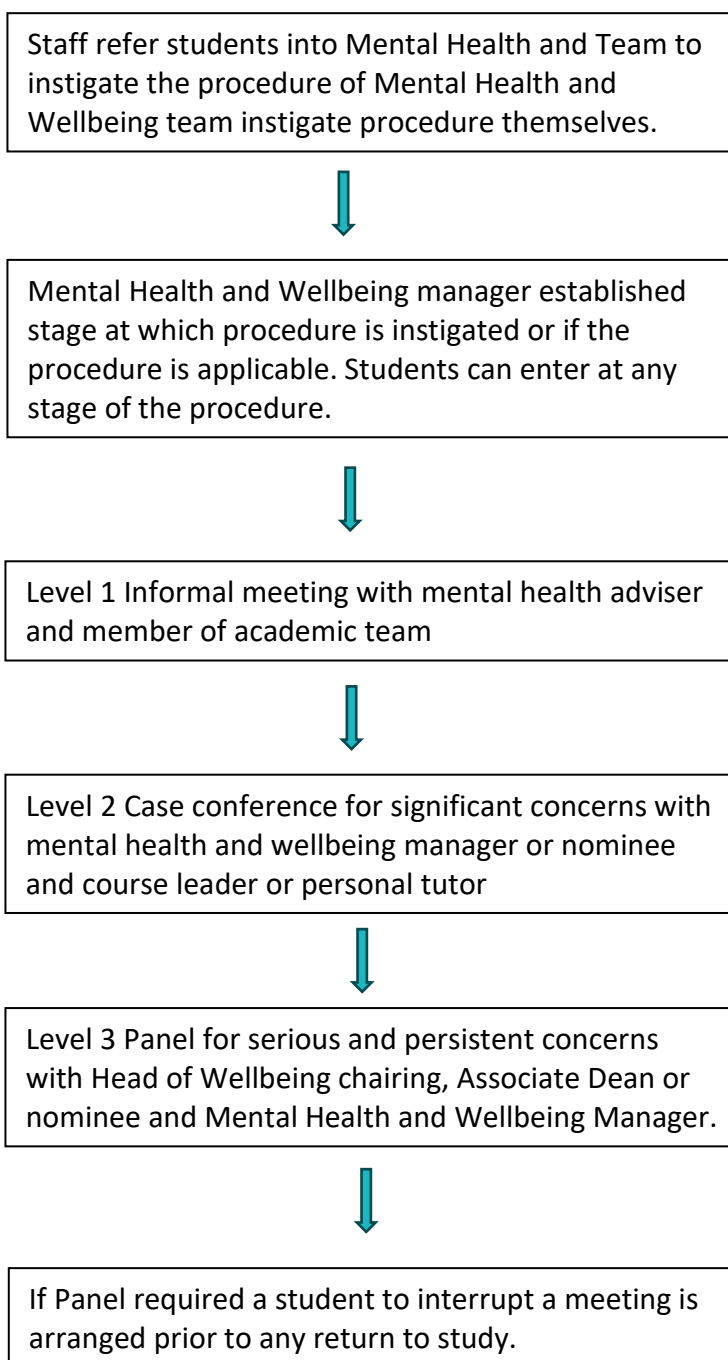 Staff refer students into Mental Health and Team to
instigate the procedure of Mental Health and
Wellbeing team instigate procedure themselves.
Mental Health and Wellbeing manager established
stage at which procedure is instigated or if the
procedure is applicable. Students can enter at any
stage of the procedure.
Level 1 Informal meeting with mental health adviser
and member of academic team
Level 2 Case conference for significant concerns with
mental health and wellbeing manager or nominee
and course leader or personal tutor
Level 3 Panel for serious and persistent concerns
with Head of Wellbeing chairing, Associate Dean or
nominee and Mental Health and Wellbeing Manager.
If Panel required a student to interrupt a meeting is
arranged prior to any return to study.